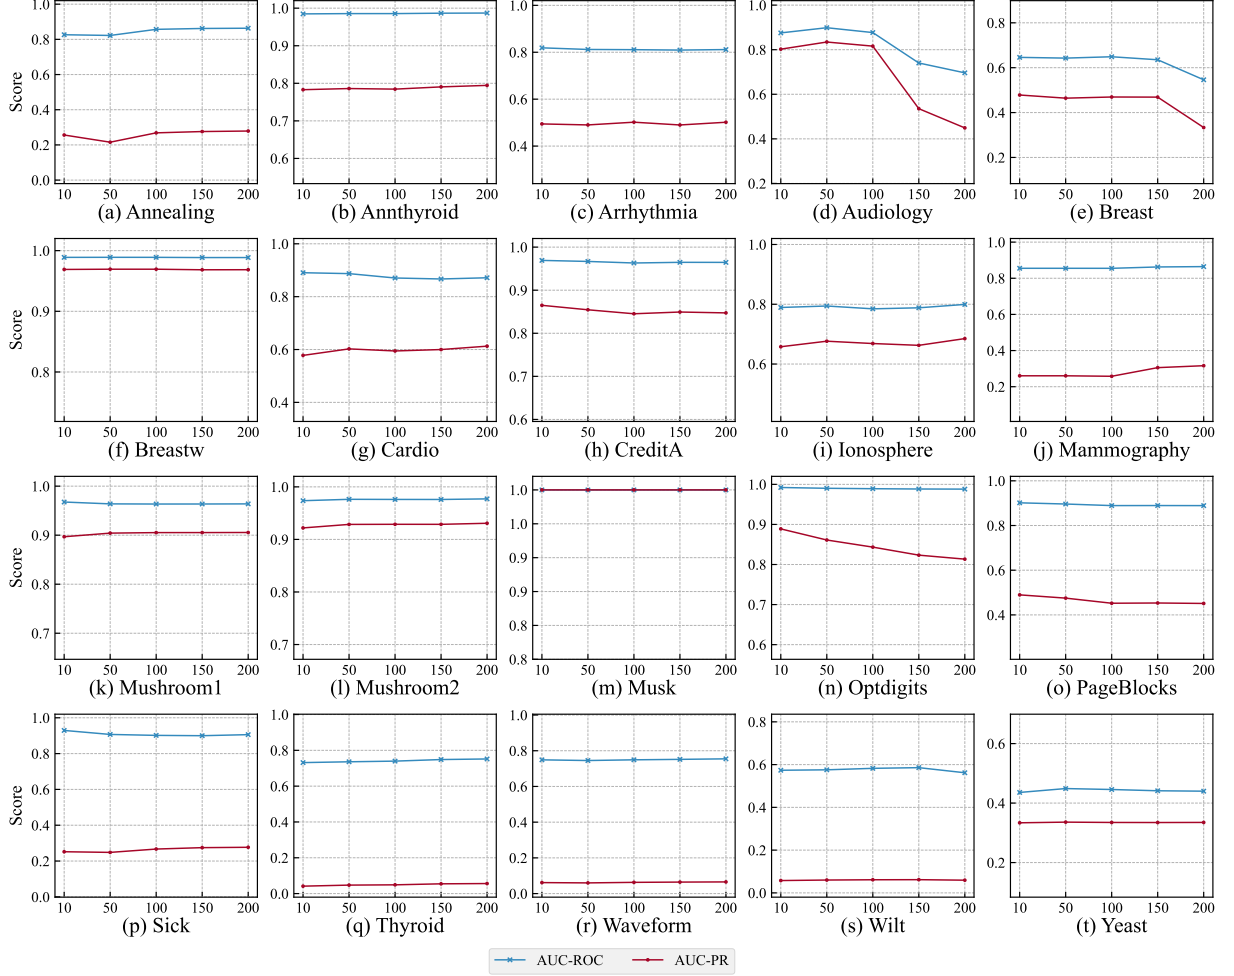 1.0
0.8
0.6
0.4
0.2
0.0
Score
10 50 100 150 200
(a) Annealing
1.0
0.9
0.8
0.7
0.6
10 50 100 150 200
(b) Annthyroid
1.0
0.8
0.6
0.4
10 50 100 150 200
(c) Arrhythmia
1.0
0.8
0.6
0.4
0.2
10 50 100 150 200
(d) Audiology
0.8
0.6
0.4
0.2
10 50 100 150 200
(e) Breast
1.0
0.9
0.8
Score
10 50 100 150 200
(f) Breastw
1.0
0.8
0.6
0.4
10 50 100 150 200
(g) Cardio
1.0
0.9
0.8
0.7
0.6
10 50 100 150 200
(h) CreditA
1.0
0.8
0.6
10 50 100 150 200
(i) Ionosphere
1.0
0.8
0.6
0.4
0.2
10 50 100 150 200
(j) Mammography
1.0
0.9
0.8
0.7
Score
10 50 100 150 200
(k) Mushroom1
1.0
0.9
0.8
0.7
10 50 100 150 200
(l) Mushroom2
1.0
1.0
0.9
0.9
0.8
0.8
10 50 100 150 200
(m) Musk
1.0
0.9
0.8
0.7
0.6
10 50 100 150 200
(n) Optdigits
1.0
0.8
0.6
0.4
10 50 100 150 200
(o) PageBlocks
1.0
0.8
0.6
0.4
0.2
0.0
Score
10 50 100 150 200
(p) Sick
1.0
0.8
0.6
0.4
0.2
0.0
10 50 100 150 200
(q) Thyroid
1.0
0.8
0.6
0.4
0.2
0.0
10 50 100 150 200
(r) Waveform
0.8
0.6
0.4
0.2
0.0
10 50 100 150 200
(s) Wilt
0.6
0.4
0.2
10 50 100 150 200
(t) Yeast
AUC-ROC AUC-PR